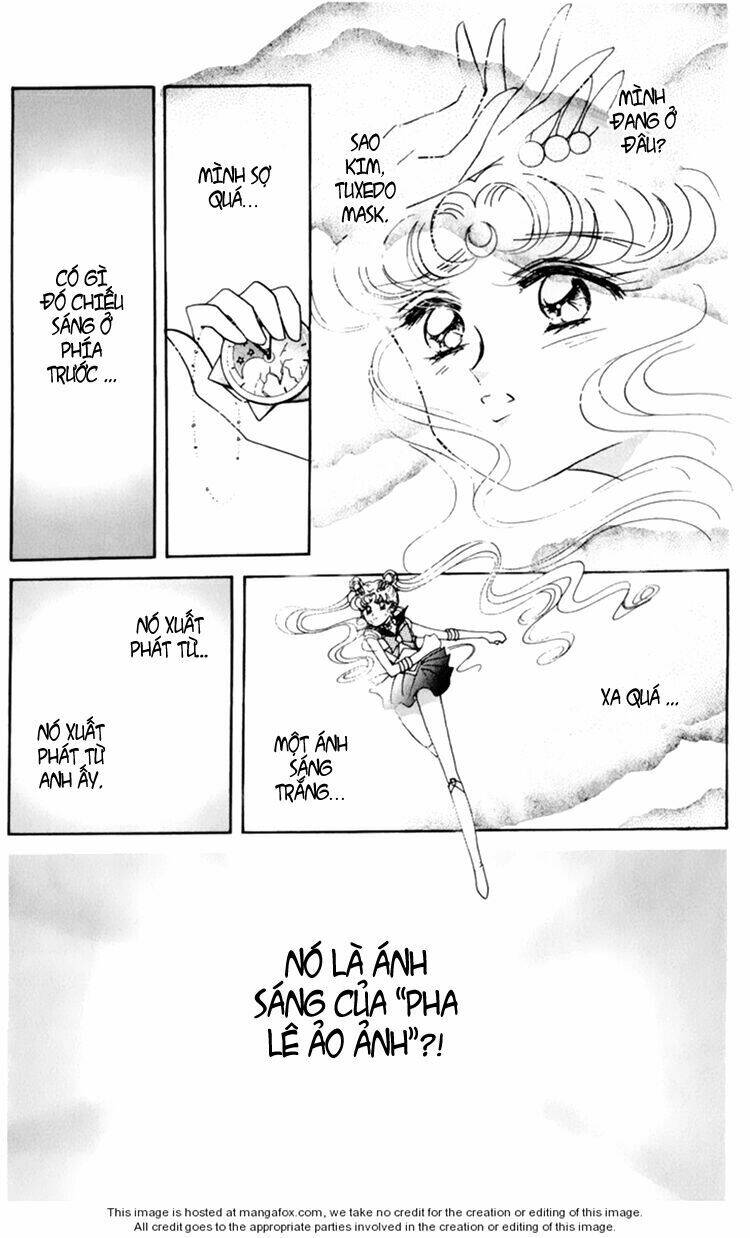 MÌNH
ĐANG Ở
ĐÂU?
SAO
KIM,
TUXEDO
MASK.
MÌNH SỢ
QUÁ...
CÓ GÌ
ĐÓ CHIẾU
SÁNG Ở
PHÍA
TRƯỚC ...
XA QUÁ ...
MỘT ÁNH
SÁNG
TRẮNG...
NÓ XUẤT
PHÁT TỪ...
NÓ XUẤT
PHÁT TỪ
ANH ẤY.
NÓ LÀ ÁNH
SÁNG CỦA “PHA
LÊ ẢO ẢNH”?!
This image is hosted at mangafox.com, we take no credit for the creation or editing of this image.
All credit goes to the appropriate parties involved in the creation or editing of this image.